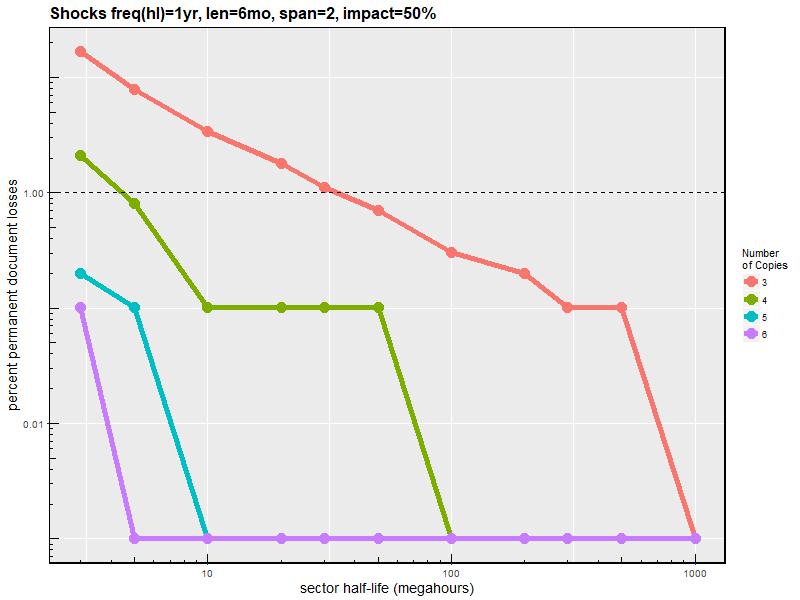 Shocks freq(hl)=1yr, len=6mo, span=2, impact=50%
percent permanent document losses
1.00
0.01
10
100
1000
sector half-life (megahours)
Number
of Copies
3
4
5
6